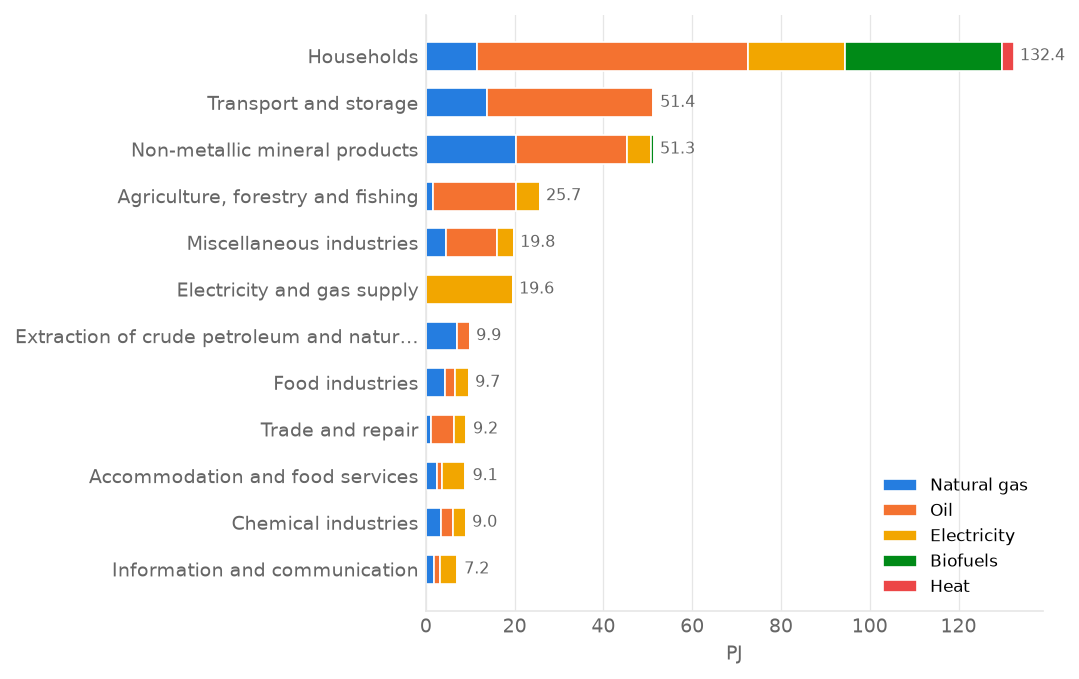 Households 132.4
Transport and storage 51.4
Non-metallic mineral products 51.3
Agriculture, forestry and fishing 25.7
Miscellaneous industries 19.8
Electricity and gas supply 19.6
Extraction of crude petroleum and natur... 9.9
Food industries 9.7
Trade and repair 9.2
Accommodation and food services 9.1
Chemical industries 9.0
Information and communication 7.2
Natural gas
Oil
Electricity
Biofuels
Heat
0 20 40 60 80 100 120
PJ